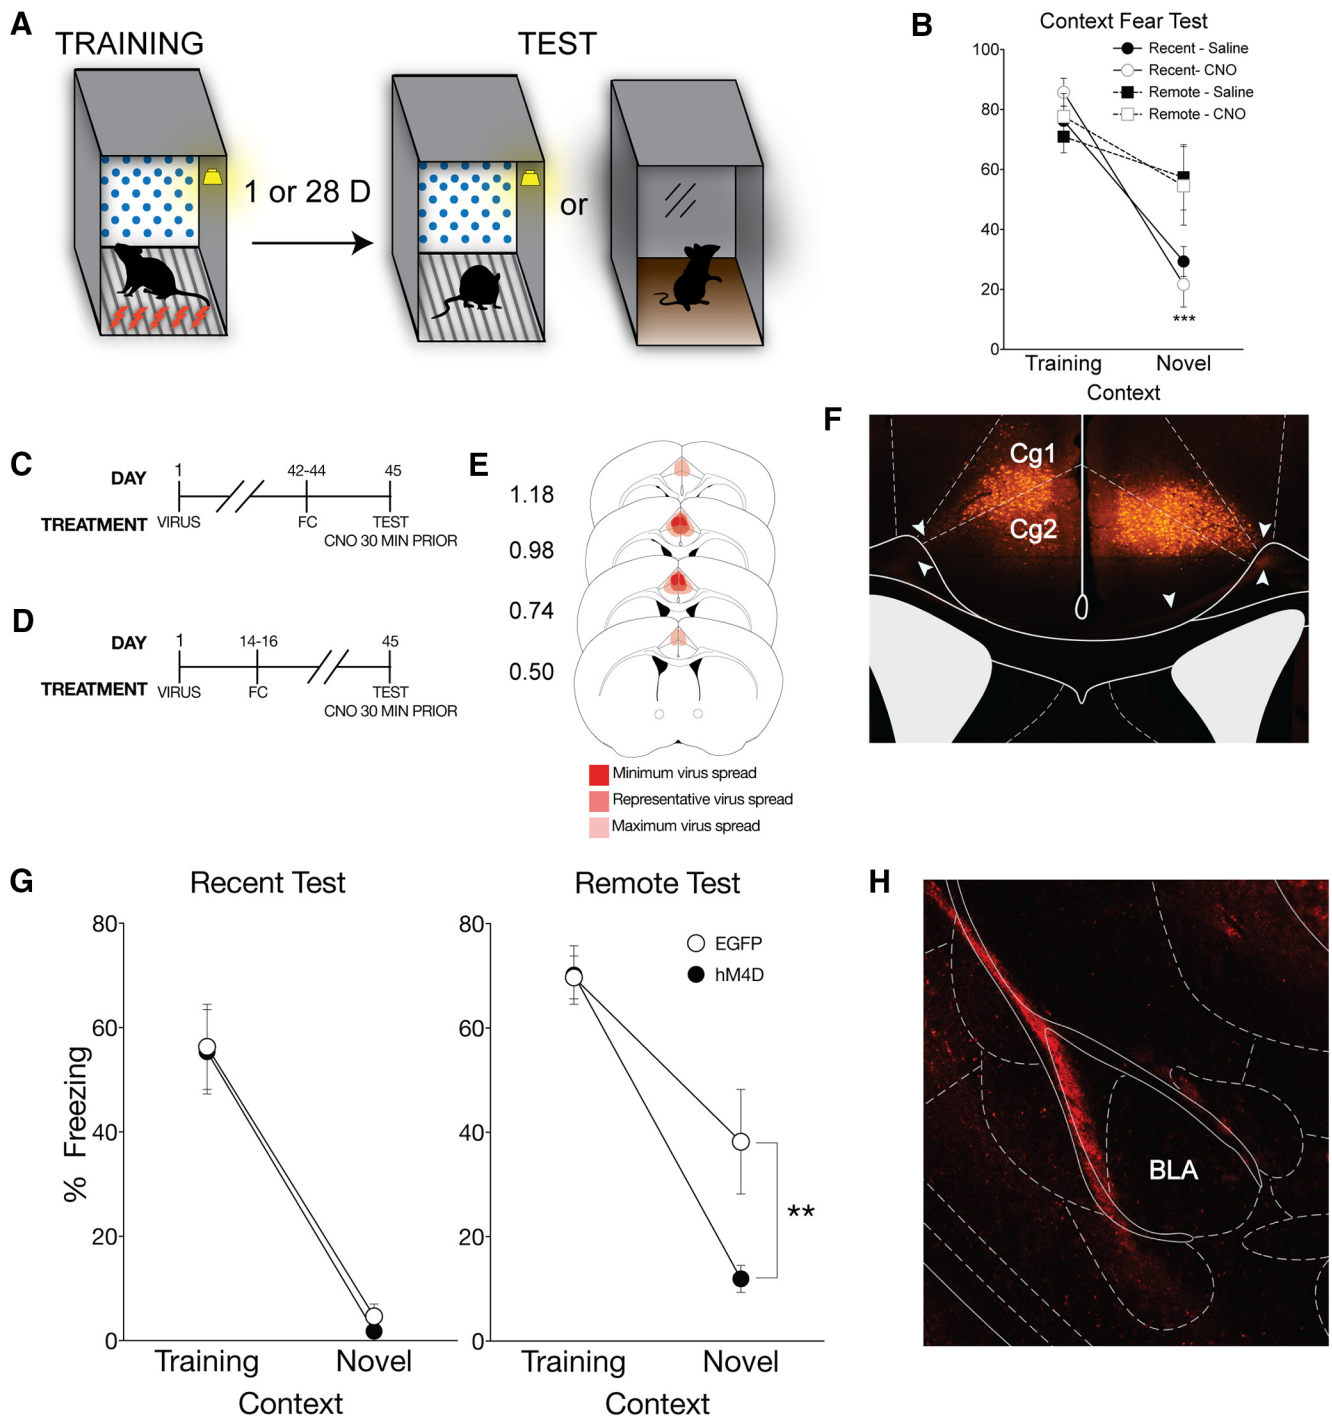 A
TRAINING
TEST
1 or 28 D
or
B
Context Fear Test
Recent - Saline
Recent- CNO
Remote - Saline
Remote - CNO
100
80
60
40
20
0
***
Training
Novel
Context
C
DAY
1
42-44
45
TREATMENT
VIRUS
FC
TEST
CNO 30 MIN PRIOR
D
DAY
1
14-16
45
TREATMENT
VIRUS
FC
TEST
CNO 30 MIN PRIOR
E
1.18
0.98
0.74
0.50
Minimum virus spread
Representative virus spread
Maximum virus spread
F
Cg1
Cg2
G
Recent Test
% Freezing
80
60
40
20
0
Training
Novel
Context
Remote Test
EGFP
hM4D
80
60
40
20
0
**
Training
Novel
Context
H
BLA